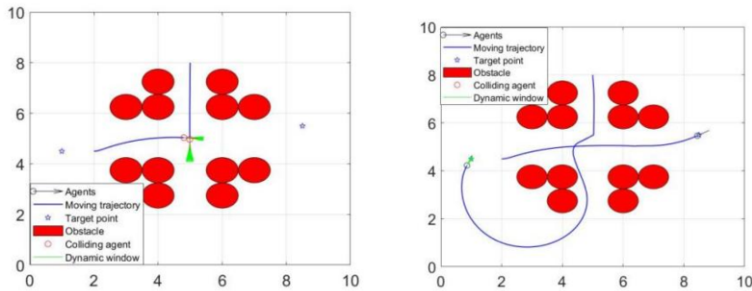 10
8
6
4
2
0
0 2 4 6 8 10
Agents
Moving trajectory
Target point
Obstacle
Colliding agent
Dynamic window
10
8
6
4
2
0
0 2 4 6 8 10
Agents
Moving trajectory
Target point
Obstacle
Colliding agent
Dynamic window